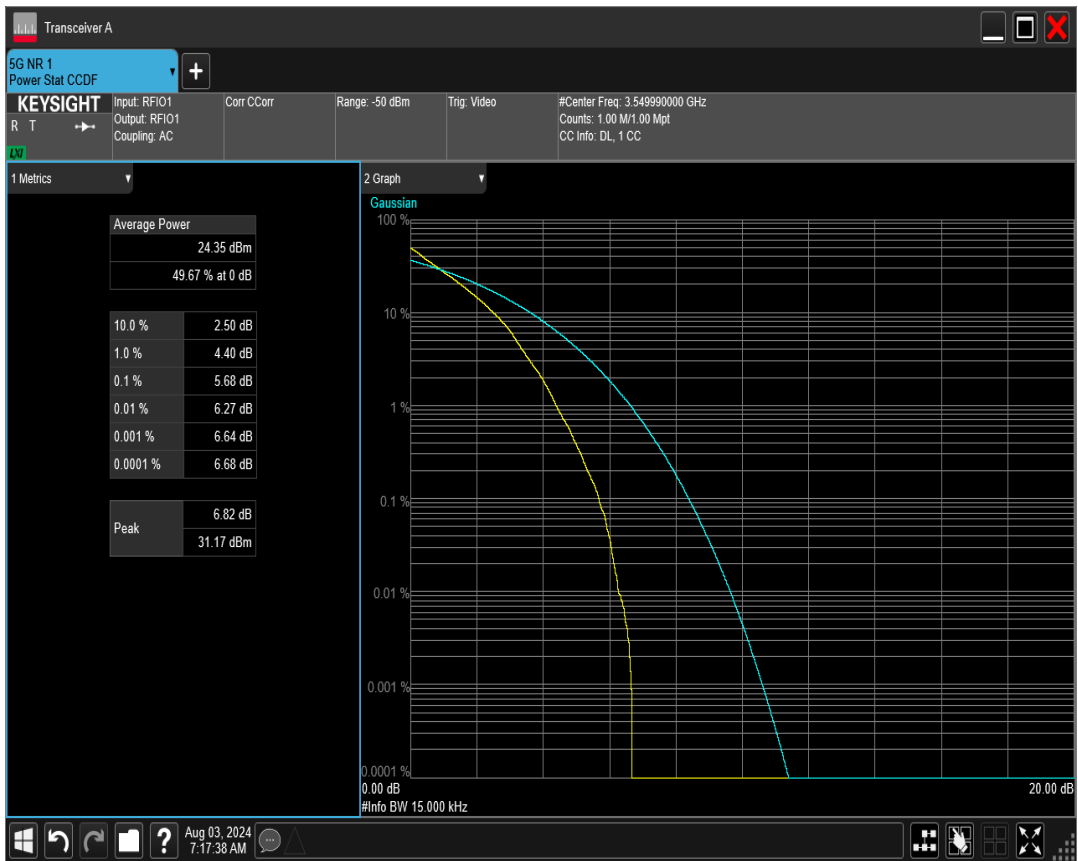 Transceiver A
5G NR 1
Power Stat CCDF
+
KEYSIGHT
R T
LXI
Input: RFIO1
Output: RFIO1
Coupling: AC
Corr CCorr
Range: -50 dBm
Trig: Video
#Center Freq: 3.549990000 GHz
Counts: 1.00 M/1.00 Mpt
CC Info: DL, 1 CC
1 Metrics
Average Power
24.35 dBm
49.67 % at 0 dB
10.0 % 2.50 dB
1.0 % 4.40 dB
0.1 % 5.68 dB
0.01 % 6.27 dB
0.001 % 6.64 dB
0.0001 % 6.68 dB
Peak 6.82 dB
31.17 dBm
2 Graph
Gaussian
100 %
10 %
1 %
0.1 %
0.01 %
0.001 %
0.0001 %
0.00 dB 20.00 dB
#Info BW 15.000 kHz
?
Aug 03, 2024
7:17:38 AM